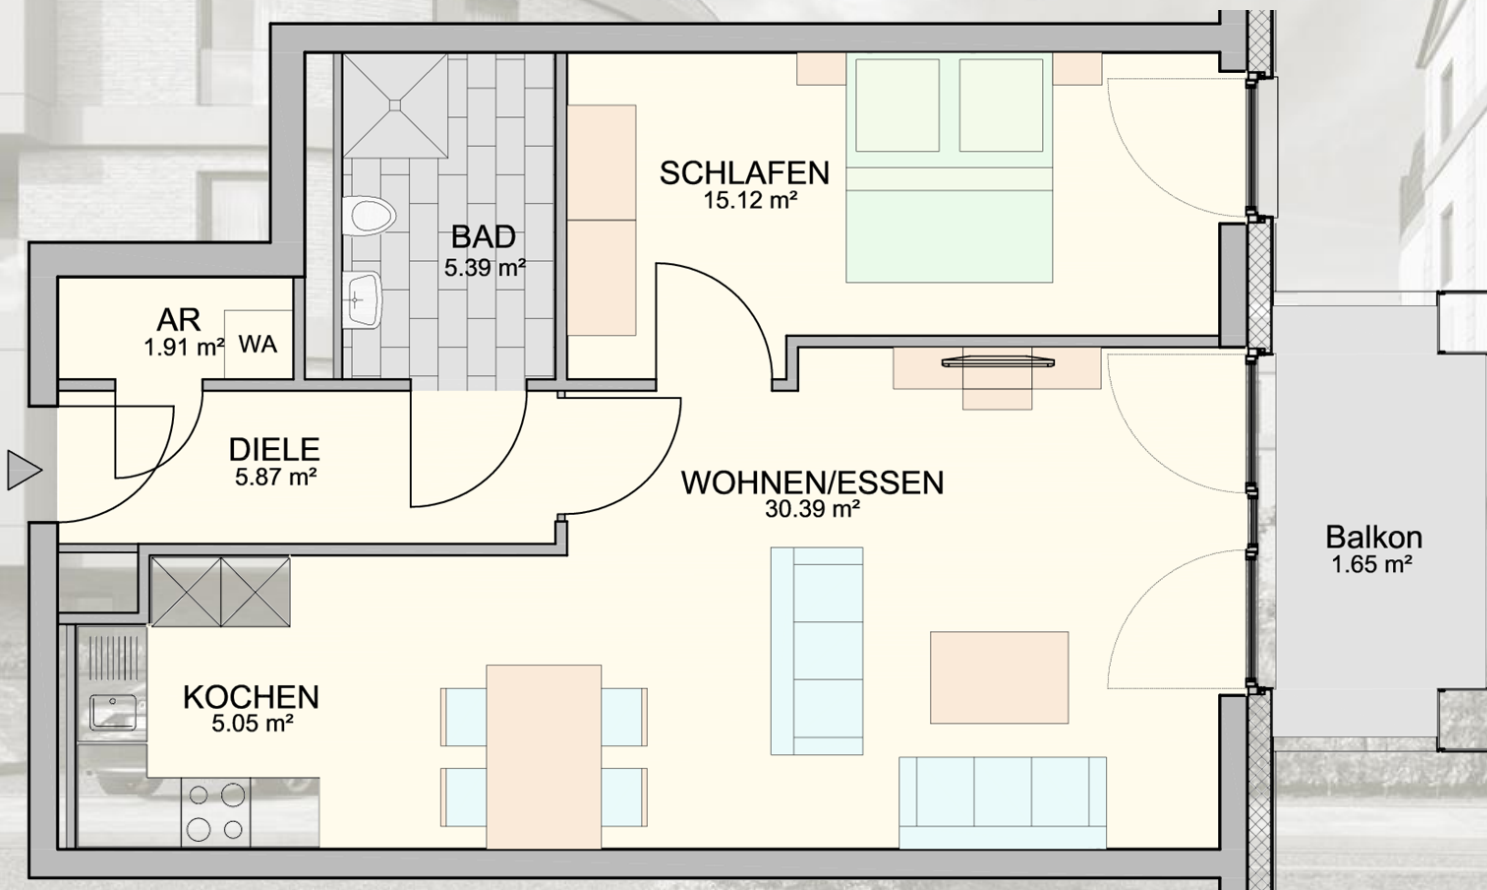 SCHLAFEN
15.12 m²
BAD
5.39 m²
AR
1.91 m²
WA
DIELE
5.87 m²
WOHNEN/ESSEN
30.39 m²
Balkon
1.65 m²
KOCHEN
5.05 m²